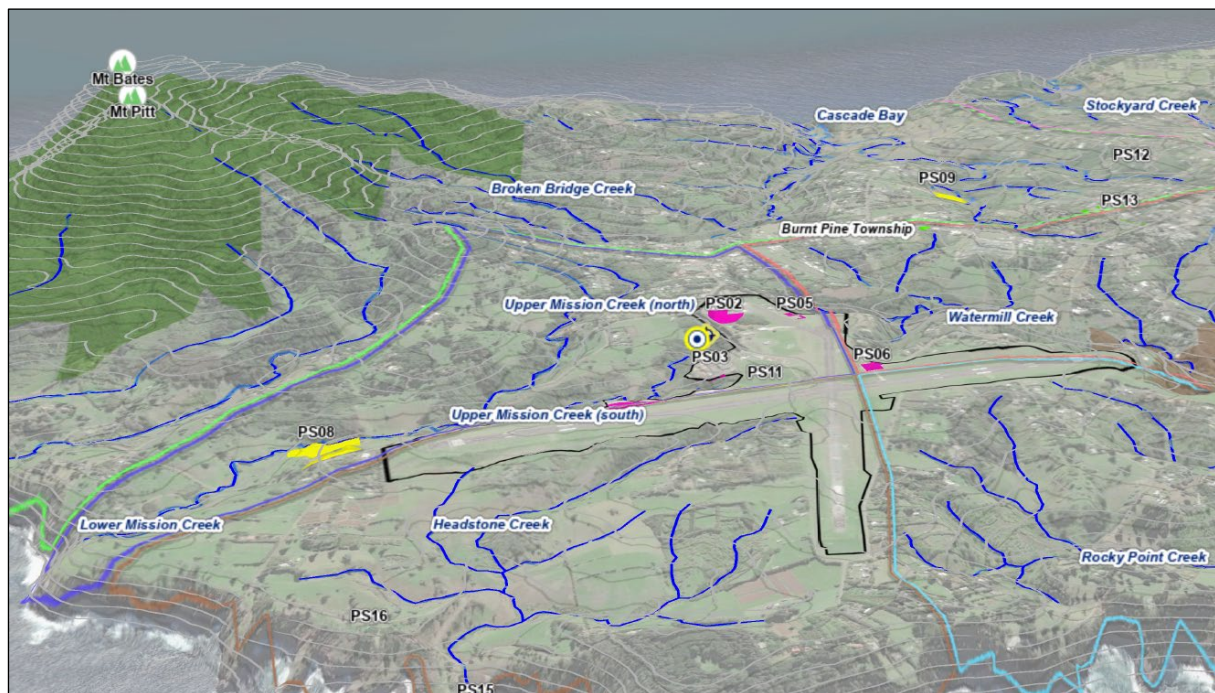 Mt Bates
Mt Pitt
Cascade Bay
Stockyard Creek
PS12
PS09
Broken Bridge Creek
PS13
Burnt Pine Township
Upper Mission Creek (north)
PS02
PS05
Watermill Creek
PS03
PS06
PS11
Upper Mission Creek (south)
PS08
Lower Mission Creek
Headstone Creek
Rocky Point Creek
PS16
PS15